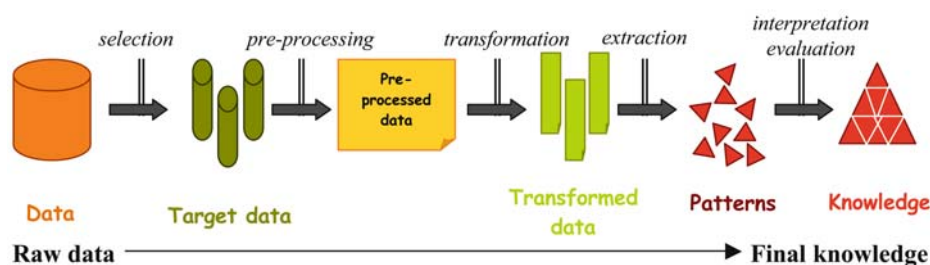 selection
pre-processing
transformation
extraction
interpretation
evaluation
Pre-
processed
data
Data
Target data
Transformed
data
Patterns
Knowledge
Raw data
Final knowledge